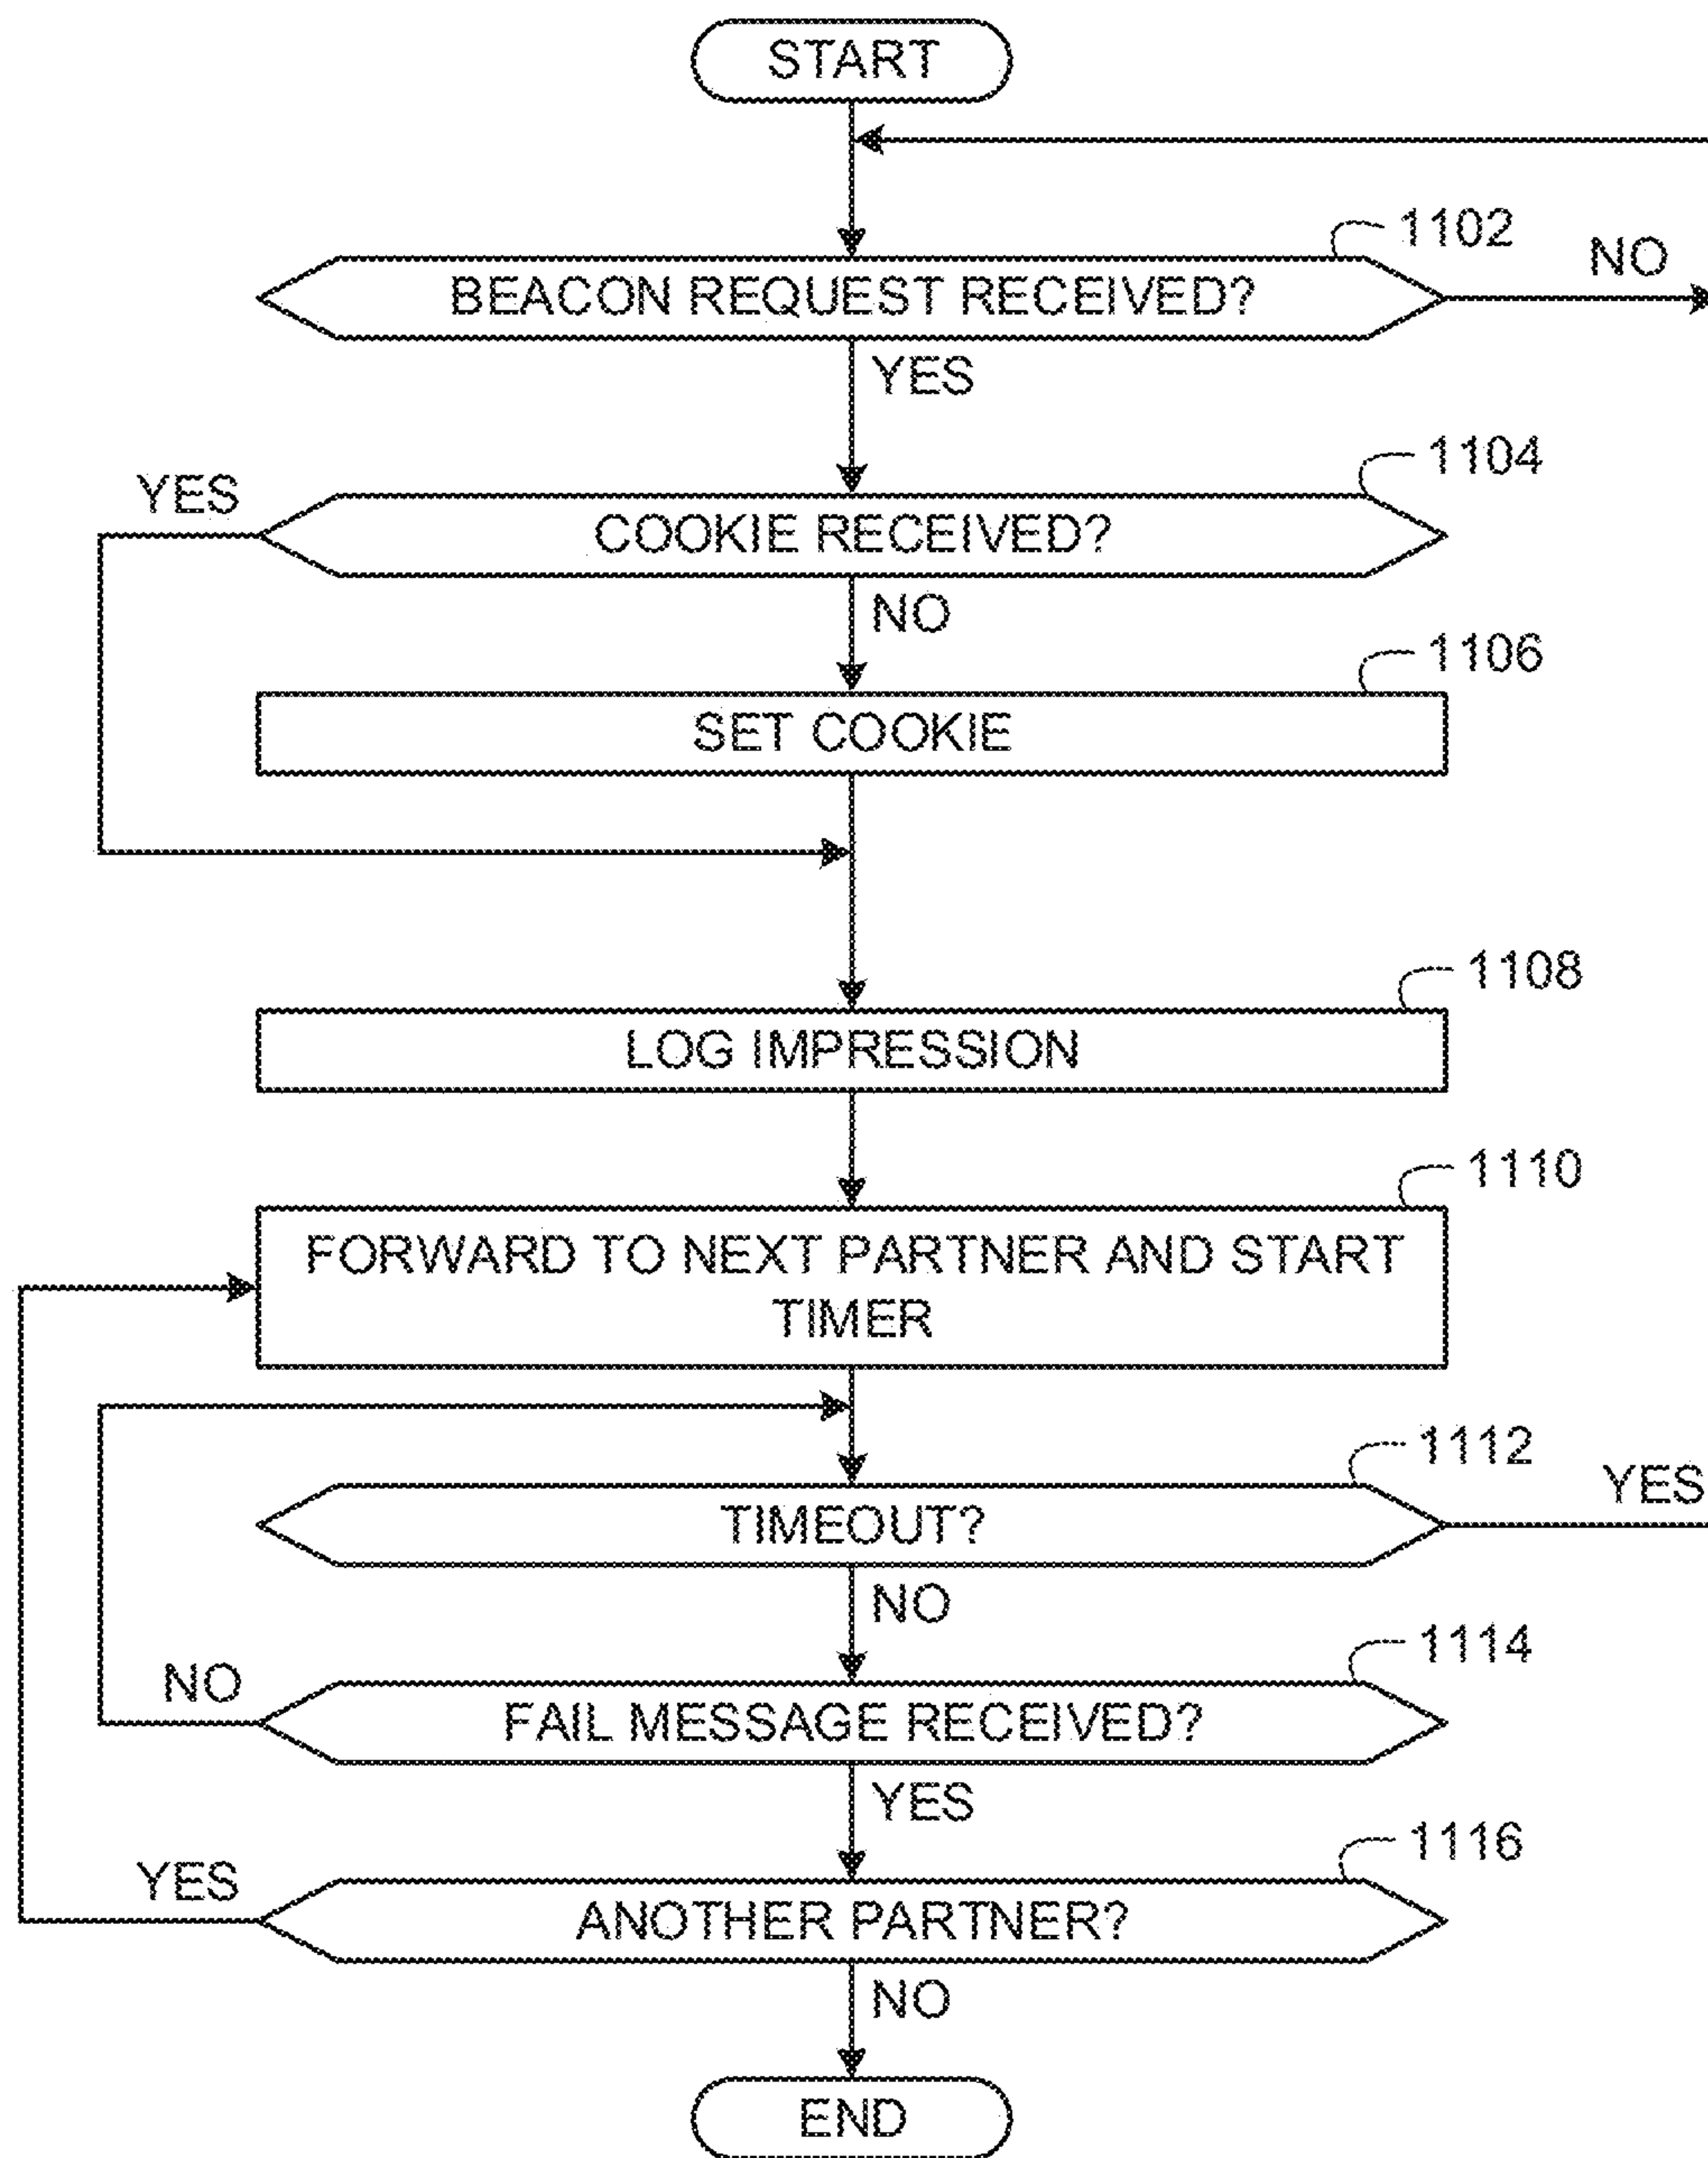 START
1102
NO
BEACON REQUEST RECEIVED?
YES
1104
YES
COOKIE RECEIVED?
NO
1106
SET COOKIE
1108
LOG IMPRESSION
1110
FORWARD TO NEXT PARTNER AND START
TIMER
1112
YES
TIMEOUT?
NO
1114
NO
FAIL MESSAGE RECEIVED?
YES
1116
YES
ANOTHER PARTNER?
NO
END